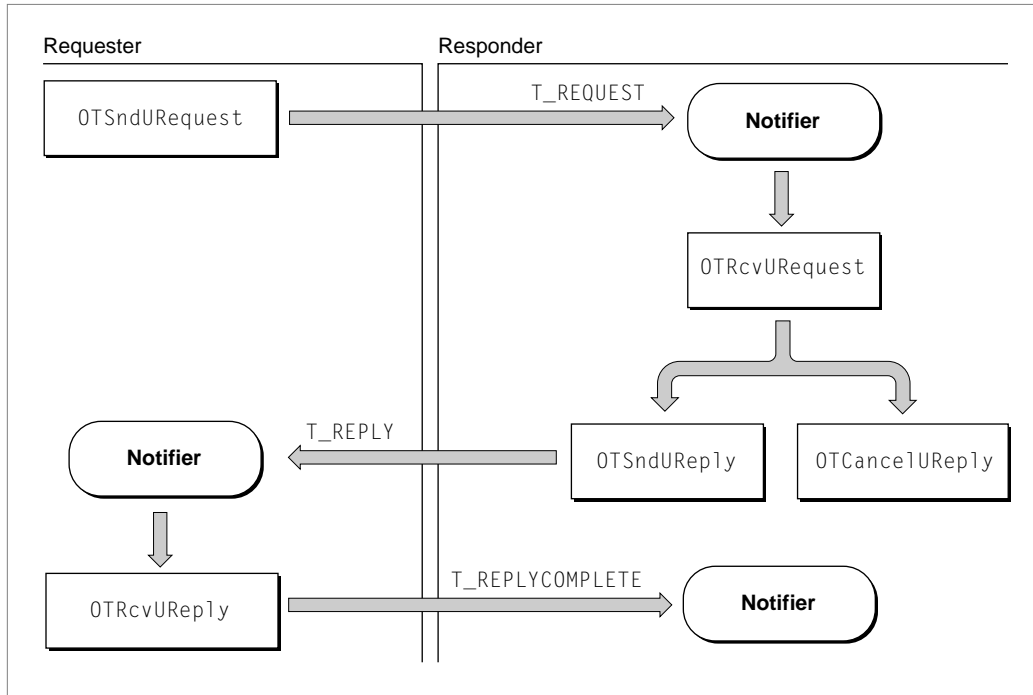 Requester
Responder
OTSndURequest
T_REQUEST
Notifier
OTRcvURequest
T_REPLY
Notifier
OTSndUReply
OTCancelUReply
T_REPLYCOMPLETE
OTRcvUReply
Notifier